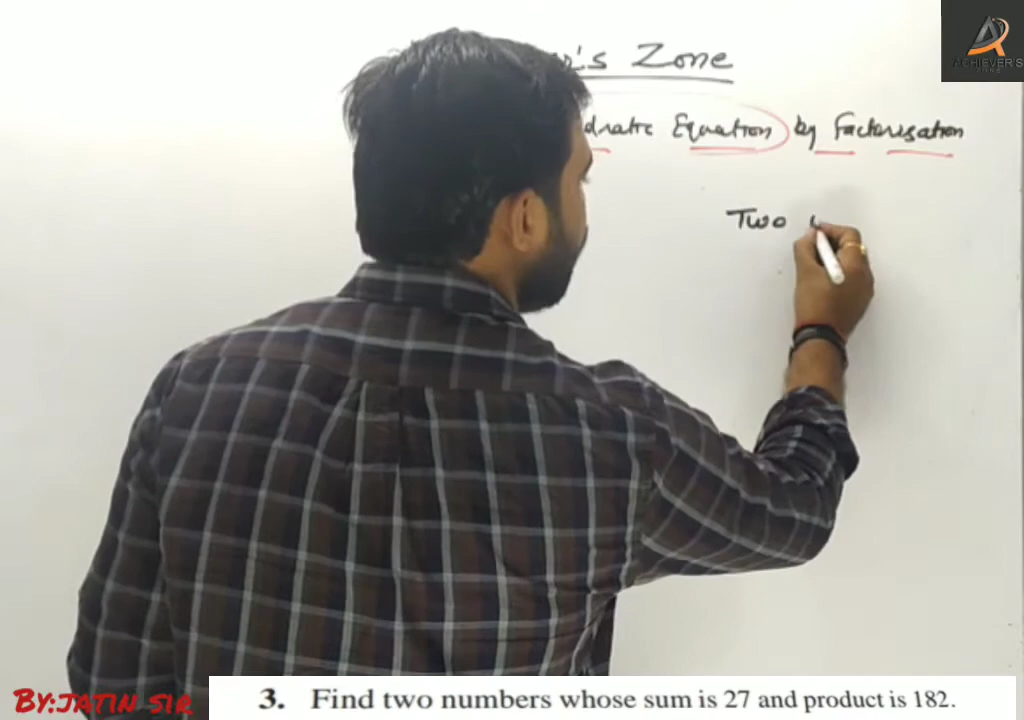 's Zone
Equation) by Factorisation
Two
ACHIEVER'S
BY:JATIN SIR
3. Find two numbers whose sum is 27 and product is 182.